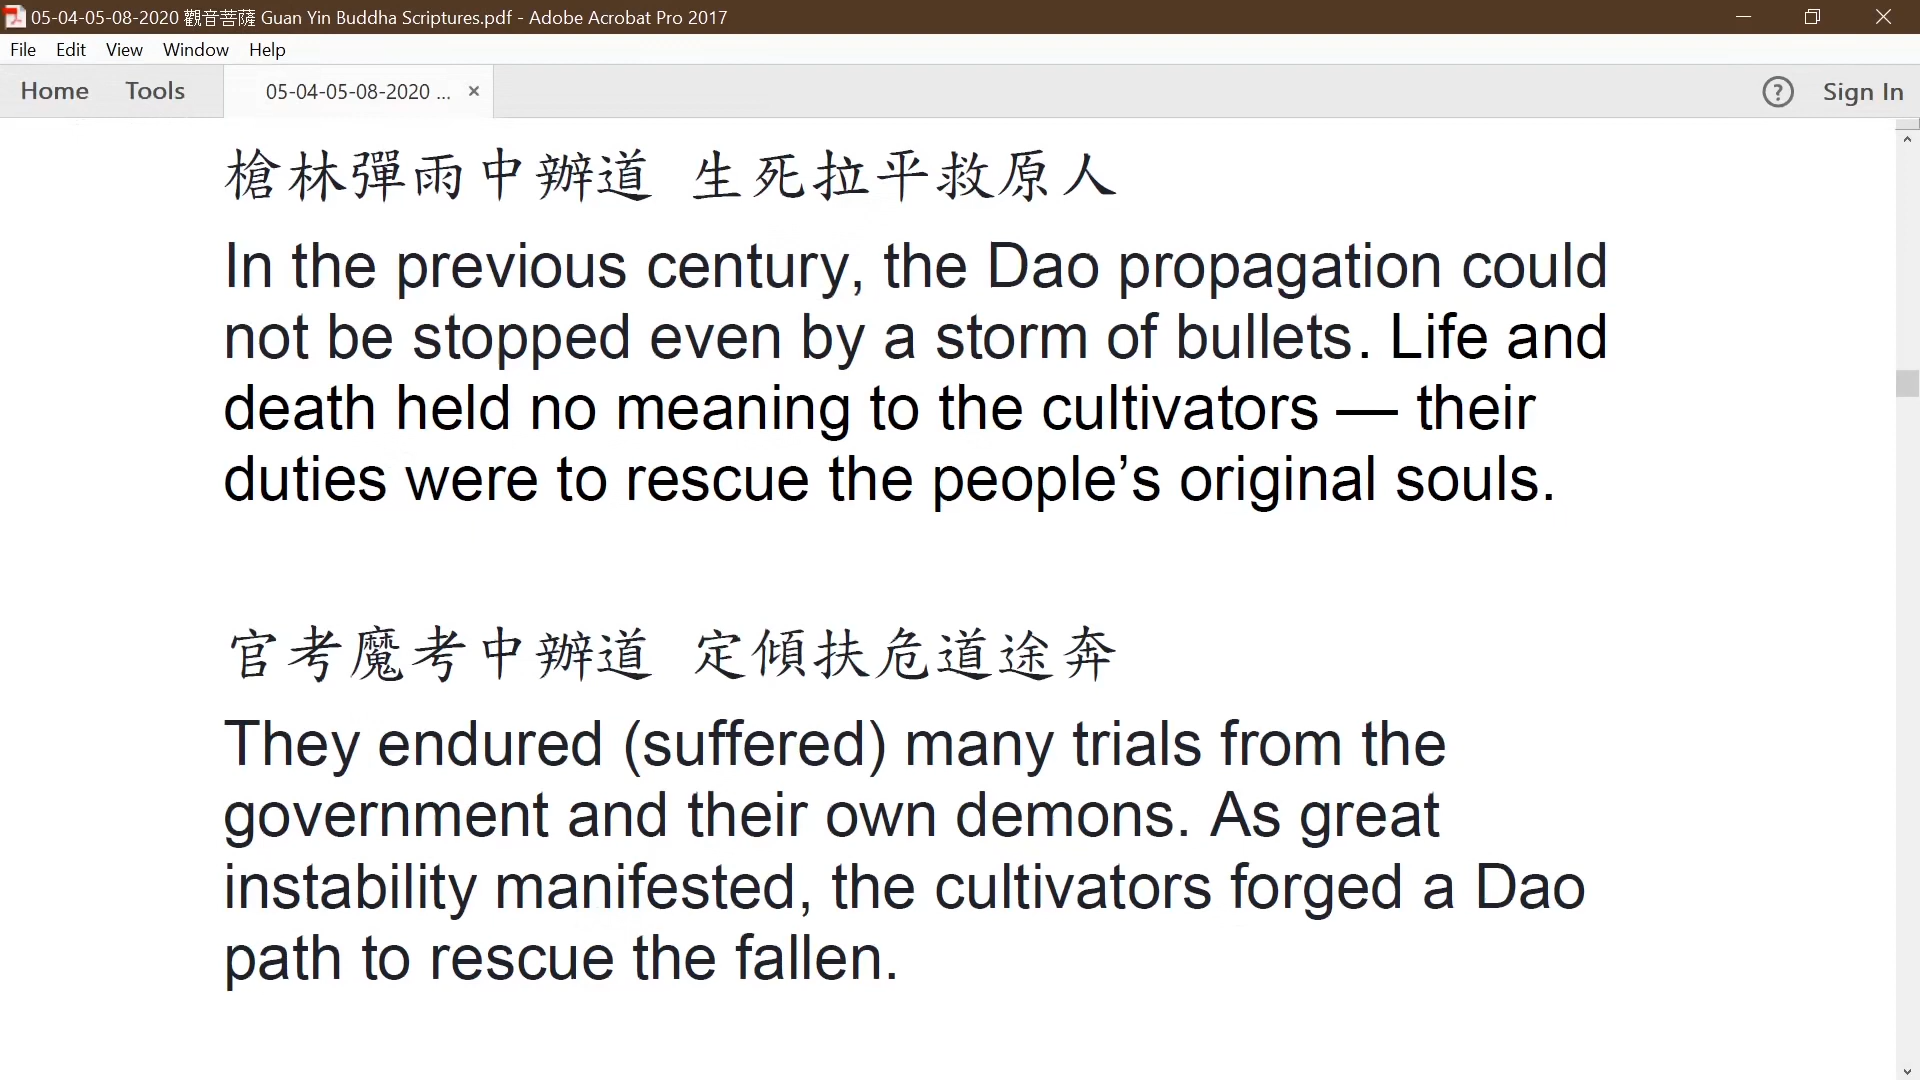 05-04-05-08-2020 觀音菩薩 Guan Yin Buddha Scriptures.pdf - Adobe Acrobat Pro 2017
File Edit View Window Help
Home Tools 05-04-05-08-2020 ... × ? Sign In
槍林彈雨中辦道 生死拉平救原人
In the previous century, the Dao propagation could
not be stopped even by a storm of bullets. Life and
death held no meaning to the cultivators — their
duties were to rescue the people’s original souls.
官考魔考中辦道 定傾扶危道途奔
They endured (suffered) many trials from the
government and their own demons. As great
instability manifested, the cultivators forged a Dao
path to rescue the fallen.